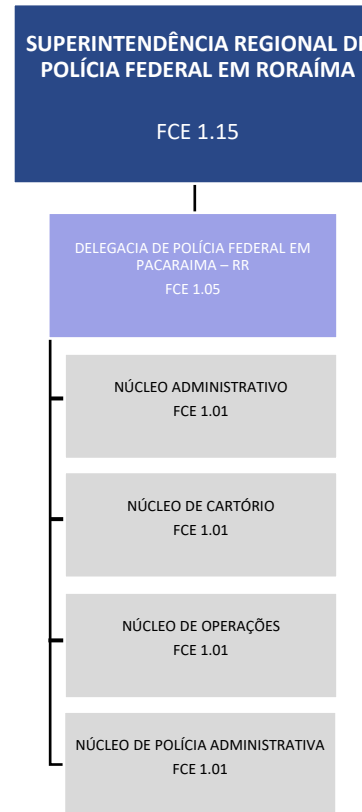 SUPERINTENDÊNCIA REGIONAL DE
POLÍCIA FEDERAL EM RORAÍMA
FCE 1.15
DELEGACIA DE POLÍCIA FEDERAL EM
PACARAIMA – RR
FCE 1.05
NÚCLEO ADMINISTRATIVO
FCE 1.01
NÚCLEO DE CARTÓRIO
FCE 1.01
NÚCLEO DE OPERAÇÕES
FCE 1.01
NÚCLEO DE POLÍCIA ADMINISTRATIVA
FCE 1.01